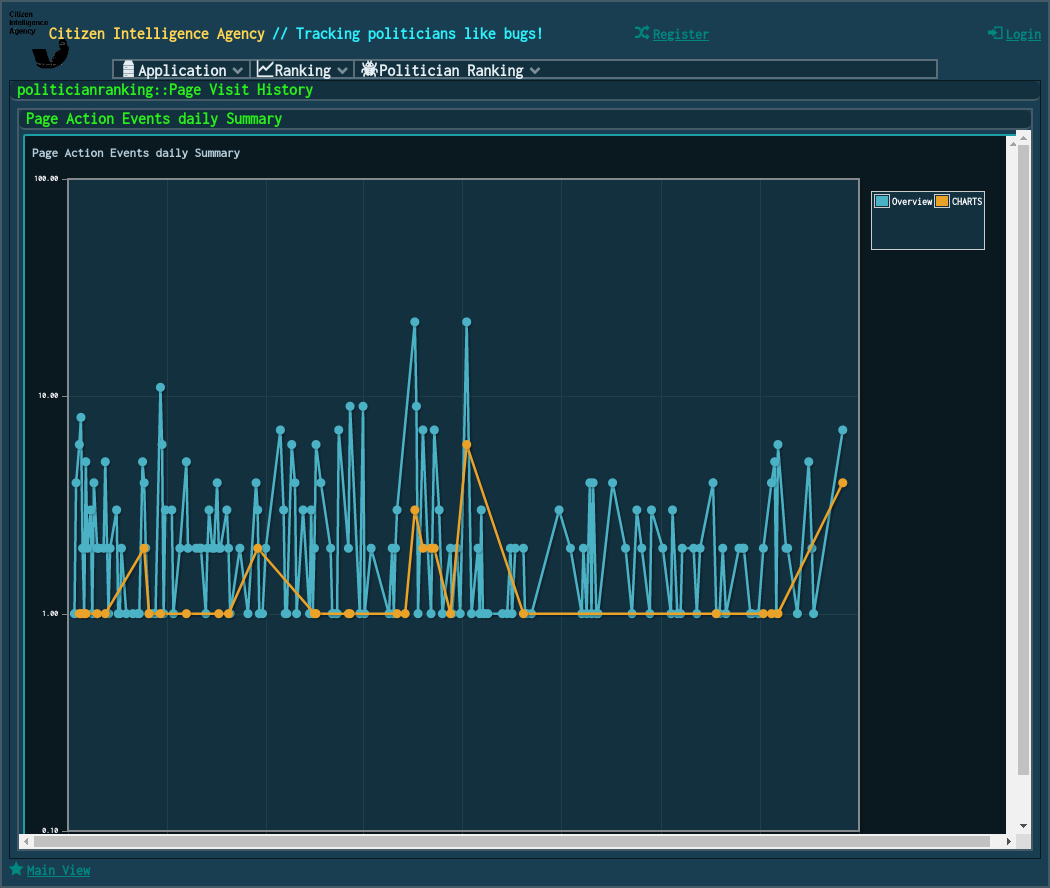 Citizen
Intelligence
Agency
Citizen Intelligence Agency // Tracking politicians like bugs!
Register
Login
Application
Ranking
Politician Ranking
politicianranking::Page Visit History
Page Action Events daily Summary
Page Action Events daily Summary
100.00
Overview
CHARTS
10.00
1.00
0.10
Main View